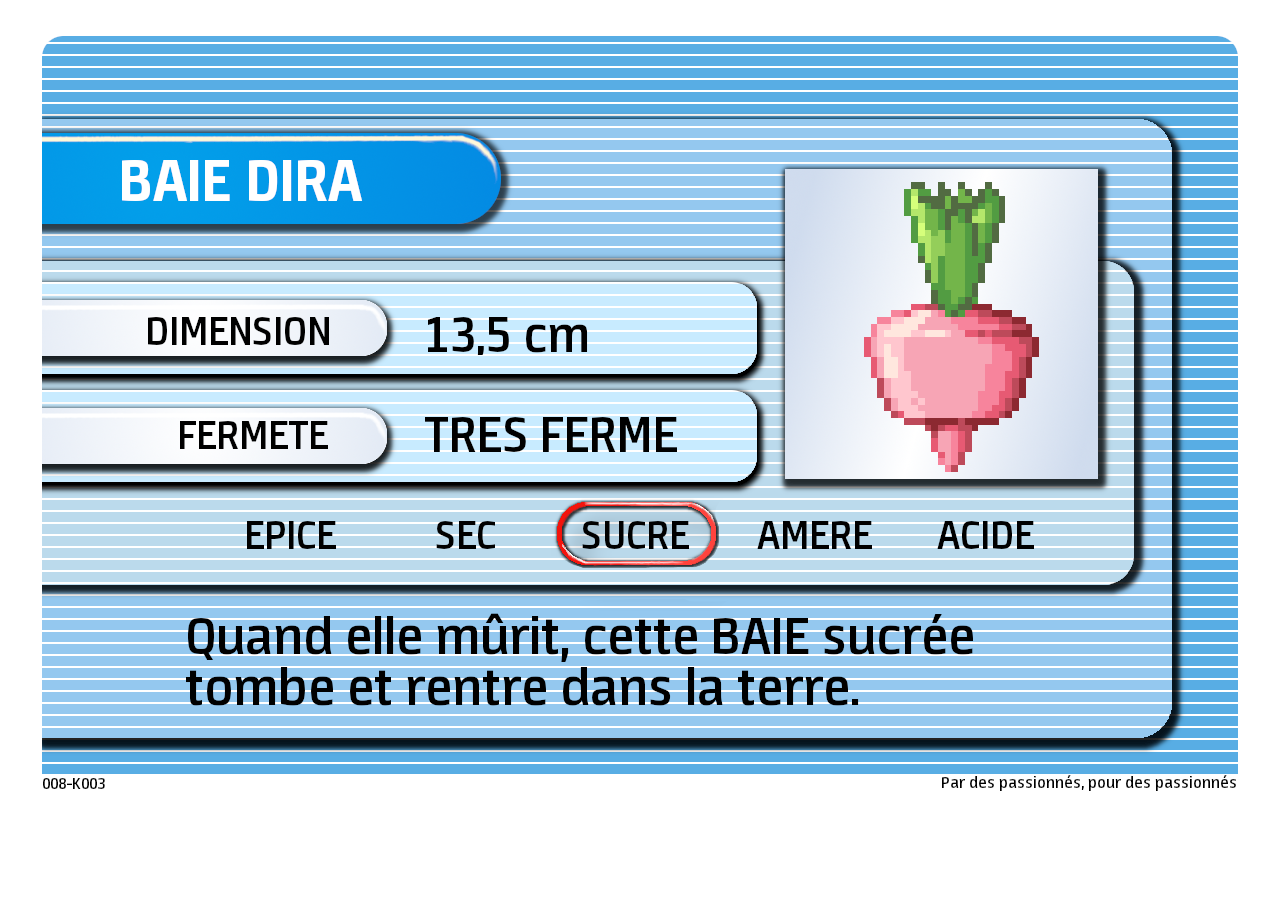 BAIE DIRA
DIMENSION 13,5 cm
FERMETE TRES FERME
EPICE SEC SUCRE AMERE ACIDE
Quand elle mûrit, cette BAIE sucrée
tombe et rentre dans la terre.
008-K003 Par des passionnés, pour des passionnés